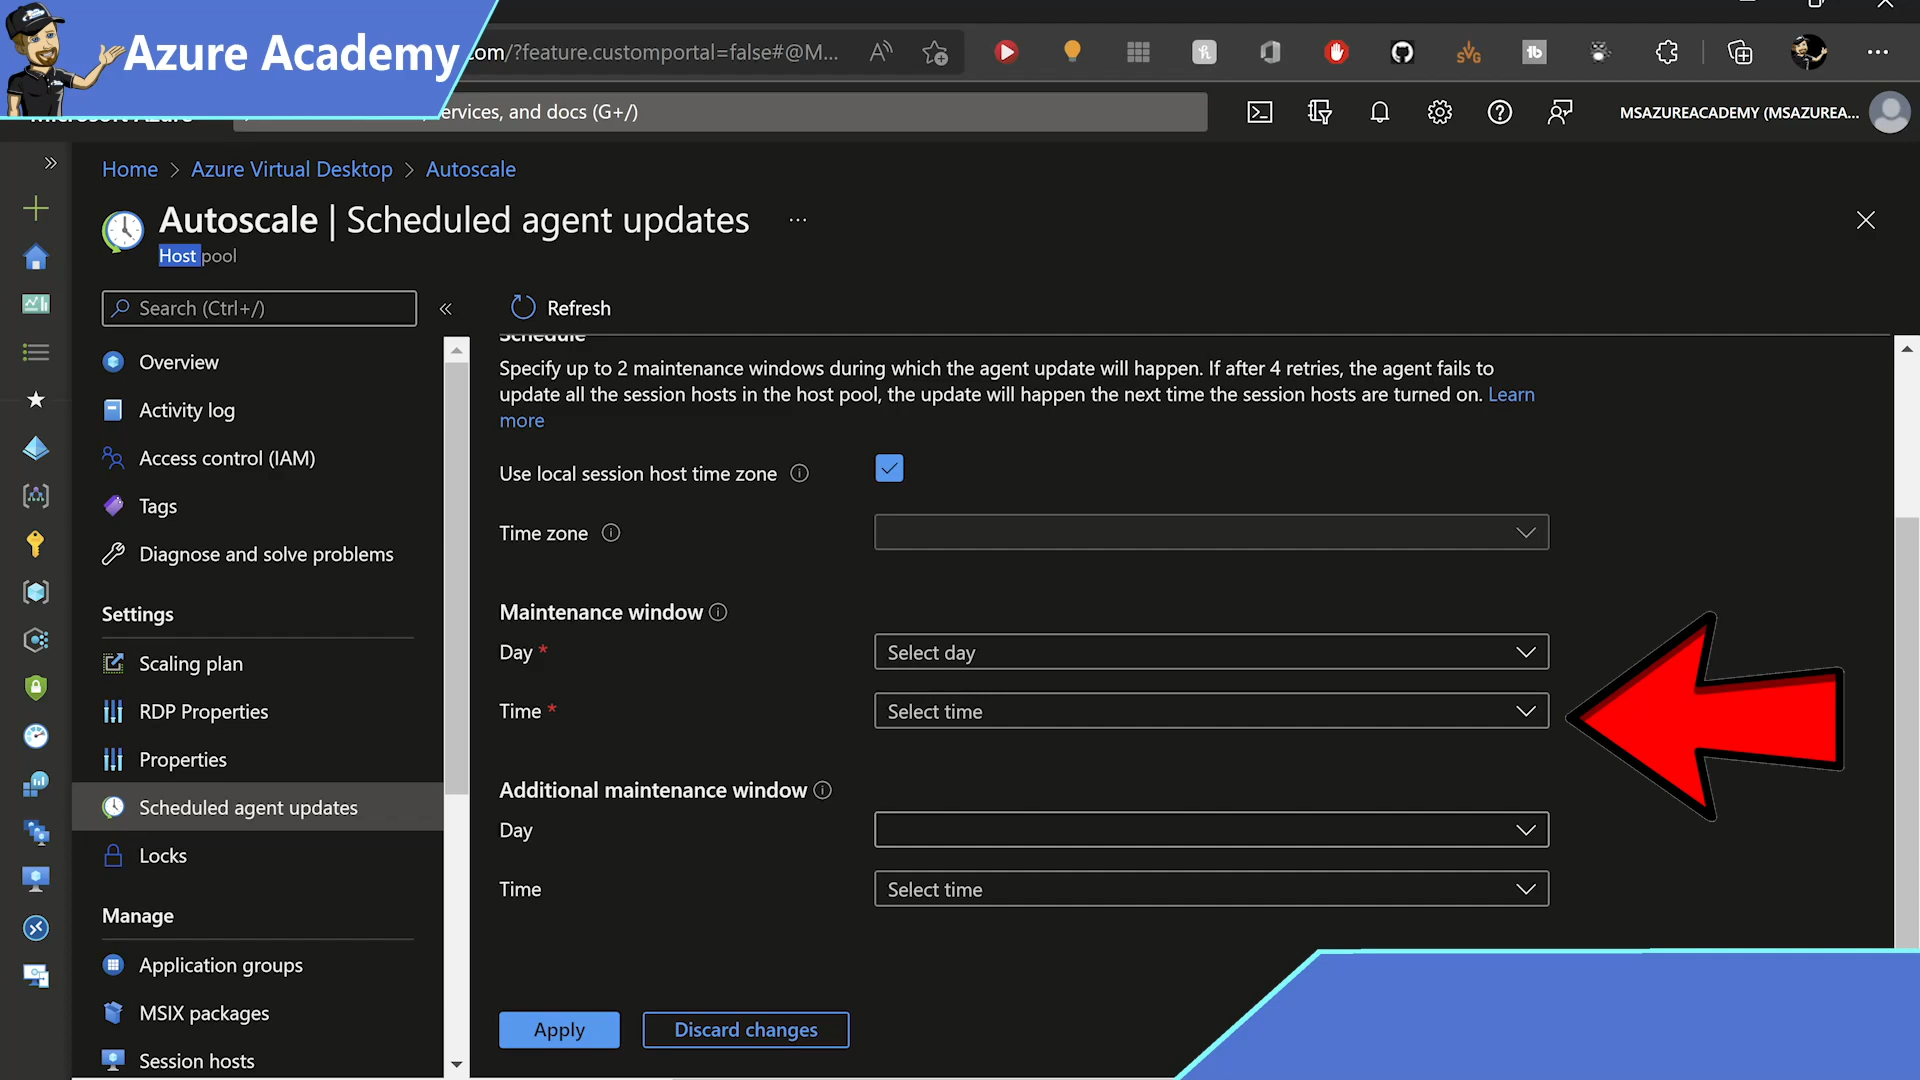 Azure Academy
com/?feature.customportal=false#@M...
Microsoft Azure
ervices, and docs (G+/)
MSAZUREACADEMY (MSAZUREA...
Home > Azure Virtual Desktop > Autoscale
Autoscale | Scheduled agent updates ...
Host pool
Search (Ctrl+/)
Refresh
Overview
Activity log
Access control (IAM)
Tags
Diagnose and solve problems
Settings
Scaling plan
RDP Properties
Properties
Scheduled agent updates
Locks
Manage
Application groups
MSIX packages
Session hosts
Schedule
Specify up to 2 maintenance windows during which the agent update will happen. If after 4 retries, the agent fails to
update all the session hosts in the host pool, the update will happen the next time the session hosts are turned on. Learn
more
Use local session host time zone
Time zone
Maintenance window
Day * Select day
Time * Select time
Additional maintenance window
Day
Time Select time
Apply Discard changes